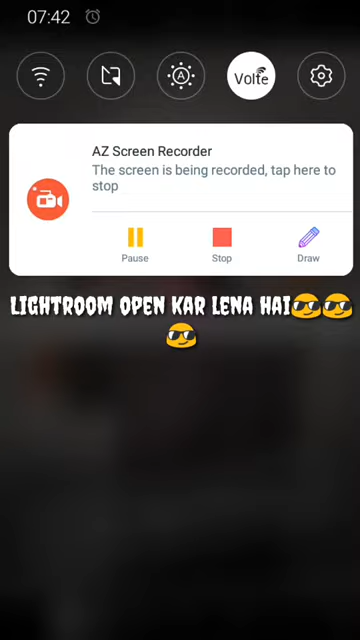 07:42
A
Volte
AZ Screen Recorder
The screen is being recorded, tap here to
stop
Pause Stop Draw
LIGHTROOM OPEN KAR LENA HAI😎😎
😎